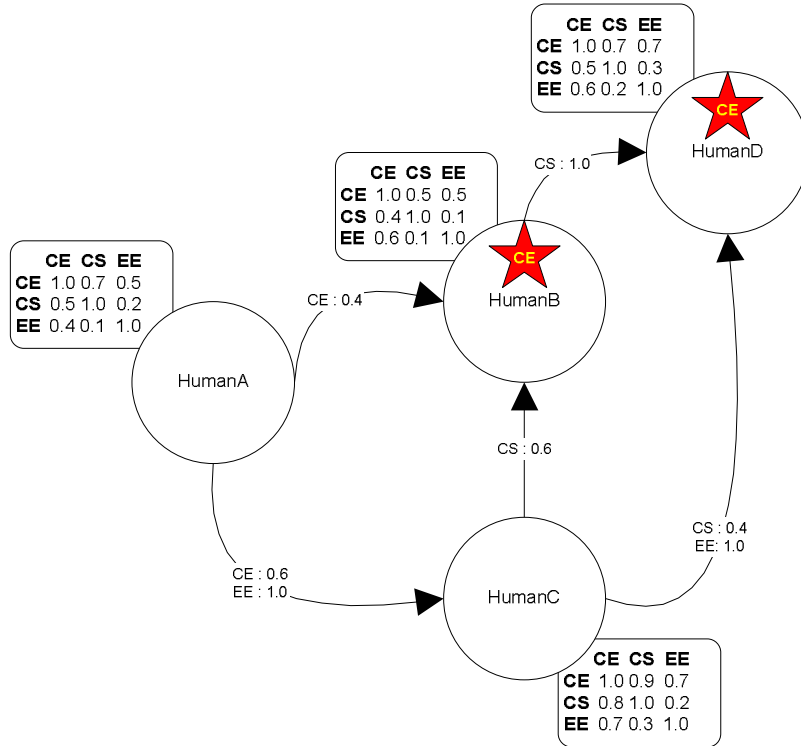 CE CS EE
CE 1.0 0.7 0.7
CS 0.5 1.0 0.3
EE 0.6 0.2 1.0
CE
HumanD
CS : 1.0
CE CS EE
CE 1.0 0.5 0.5
CS 0.4 1.0 0.1
EE 0.6 0.1 1.0
CE
HumanB
CE CS EE
CE 1.0 0.7 0.5
CS 0.5 1.0 0.2
EE 0.4 0.1 1.0
HumanA
CE : 0.4
CS : 0.6
CS : 0.4
EE: 1.0
CE : 0.6
EE : 1.0
HumanC
CE CS EE
CE 1.0 0.9 0.7
CS 0.8 1.0 0.2
EE 0.7 0.3 1.0